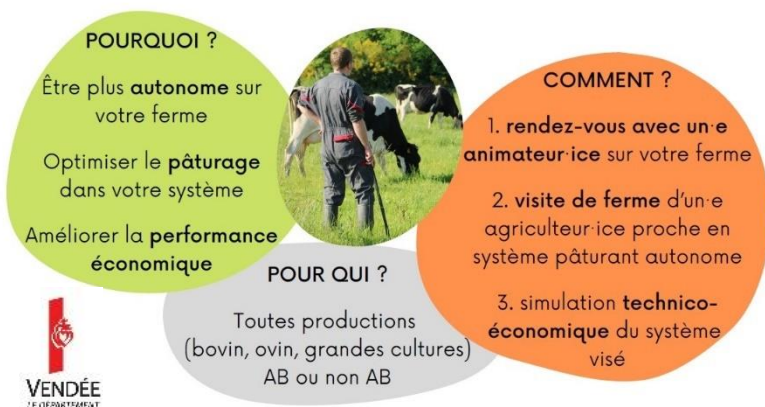 POURQUOI ?
Être plus autonome sur
votre ferme
Optimiser le pâturage
dans votre système
Améliorer la performance
économique
POUR QUI ?
Toutes productions
(bovin, ovin, grandes cultures)
AB ou non AB
COMMENT ?
1. rendez-vous avec un·e
animateur·ice sur votre ferme
2. visite de ferme d'un·e
agriculteur·ice proche en
système pâturant autonome
3. simulation technico-
économique du système
visé
VENDÉE
LE DÉPARTEMENT